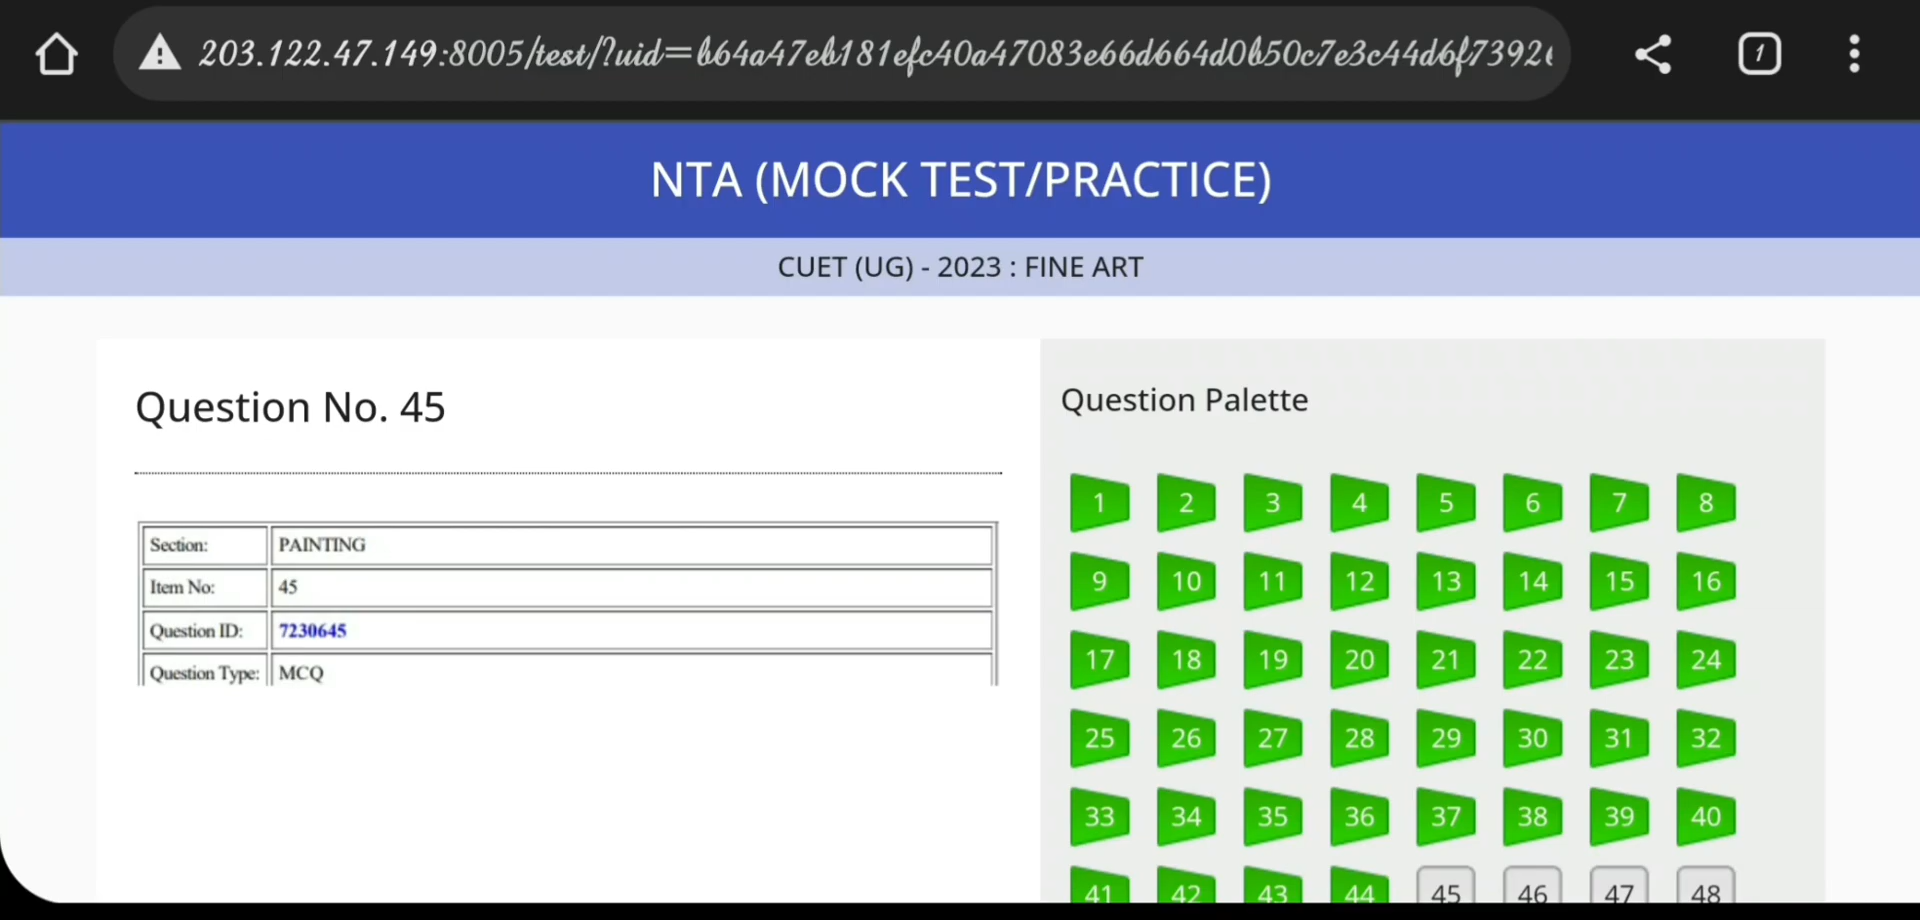 203.122.47.149:8005/test/?uid=b64a47eb181efc40a47083e66d664d0b50c7e3c44d6f7392
1
NTA (MOCK TEST/PRACTICE)
CUET (UG) - 2023 : FINE ART
Question No. 45
Section: PAINTING
Item No: 45
Question ID: 7230645
Question Type: MCQ
Question Palette
1 2 3 4 5 6 7 8
9 10 11 12 13 14 15 16
17 18 19 20 21 22 23 24
25 26 27 28 29 30 31 32
33 34 35 36 37 38 39 40
41 42 43 44 45 46 47 48